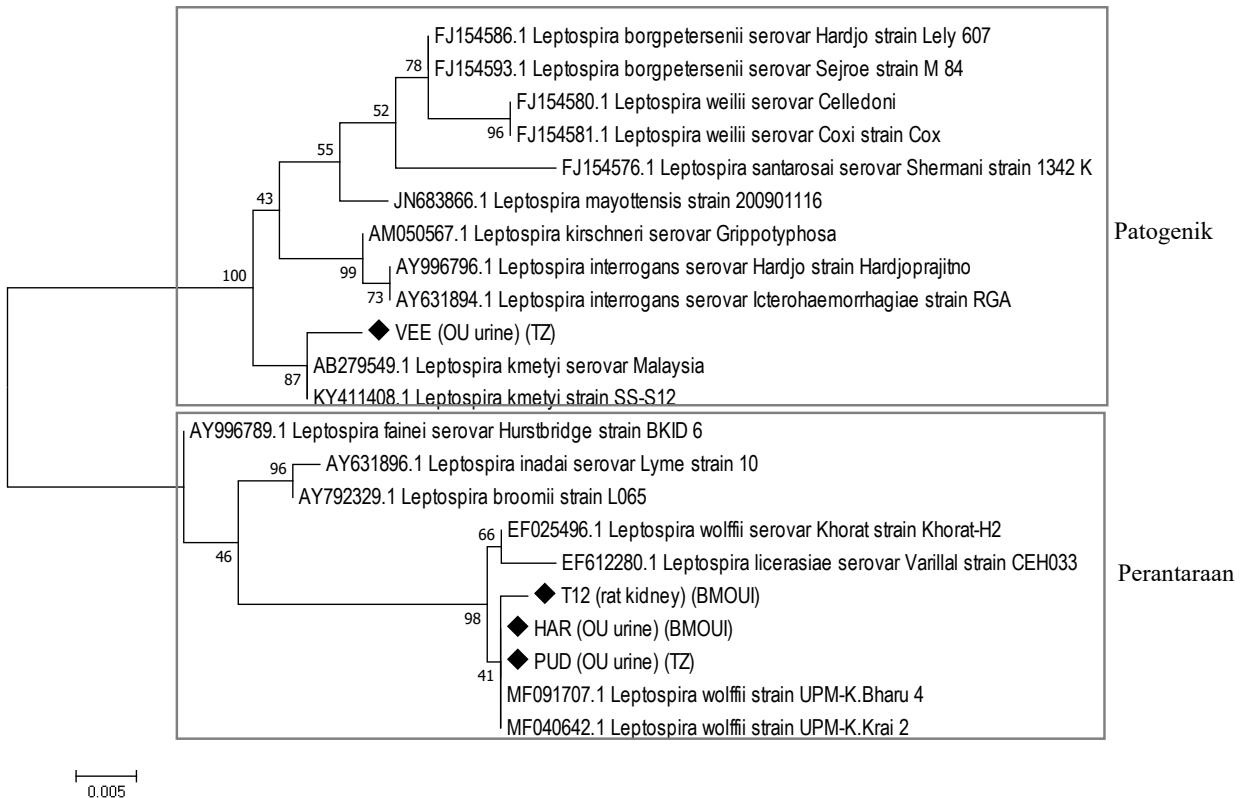 FJ154586.1 Leptospira borgpetersenii serovar Hardjo strain Lely 607
78
FJ154593.1 Leptospira borgpetersenii serovar Sejroe strain M 84
FJ154580.1 Leptospira weilii serovar Celledoni
52
96
FJ154581.1 Leptospira weilii serovar Coxi strain Cox
55
FJ154576.1 Leptospira santarosai serovar Shermani strain 1342 K
43
JN683866.1 Leptospira mayottensis strain 200901116
AM050567.1 Leptospira kirschneri serovar Grippotyphosa
Patogenik
99
AY996796.1 Leptospira interrogans serovar Hardjo strain Hardjoprajitno
100
73
AY631894.1 Leptospira interrogans serovar Icterohaemorrhagiae strain RGA
VEE (OU urine) (TZ)
AB279549.1 Leptospira kmetyi serovar Malaysia
87
KY411408.1 Leptospira kmetyi strain SS-S12
AY996789.1 Leptospira fainei serovar Hurstbridge strain BKID 6
96
AY631896.1 Leptospira inadai serovar Lyme strain 10
AY792329.1 Leptospira broomii strain L065
46
66
EF025496.1 Leptospira wolffii serovar Khorat strain Khorat-H2
EF612280.1 Leptospira licerasiae serovar Varillal strain CEH033
Perantaraan
T12 (rat kidney) (BMOUI)
98
HAR (OU urine) (BMOUI)
PUD (OU urine) (TZ)
41
MF091707.1 Leptospira wolffii strain UPM-K.Bharu 4
MF040642.1 Leptospira wolffii strain UPM-K.Krai 2
0.005